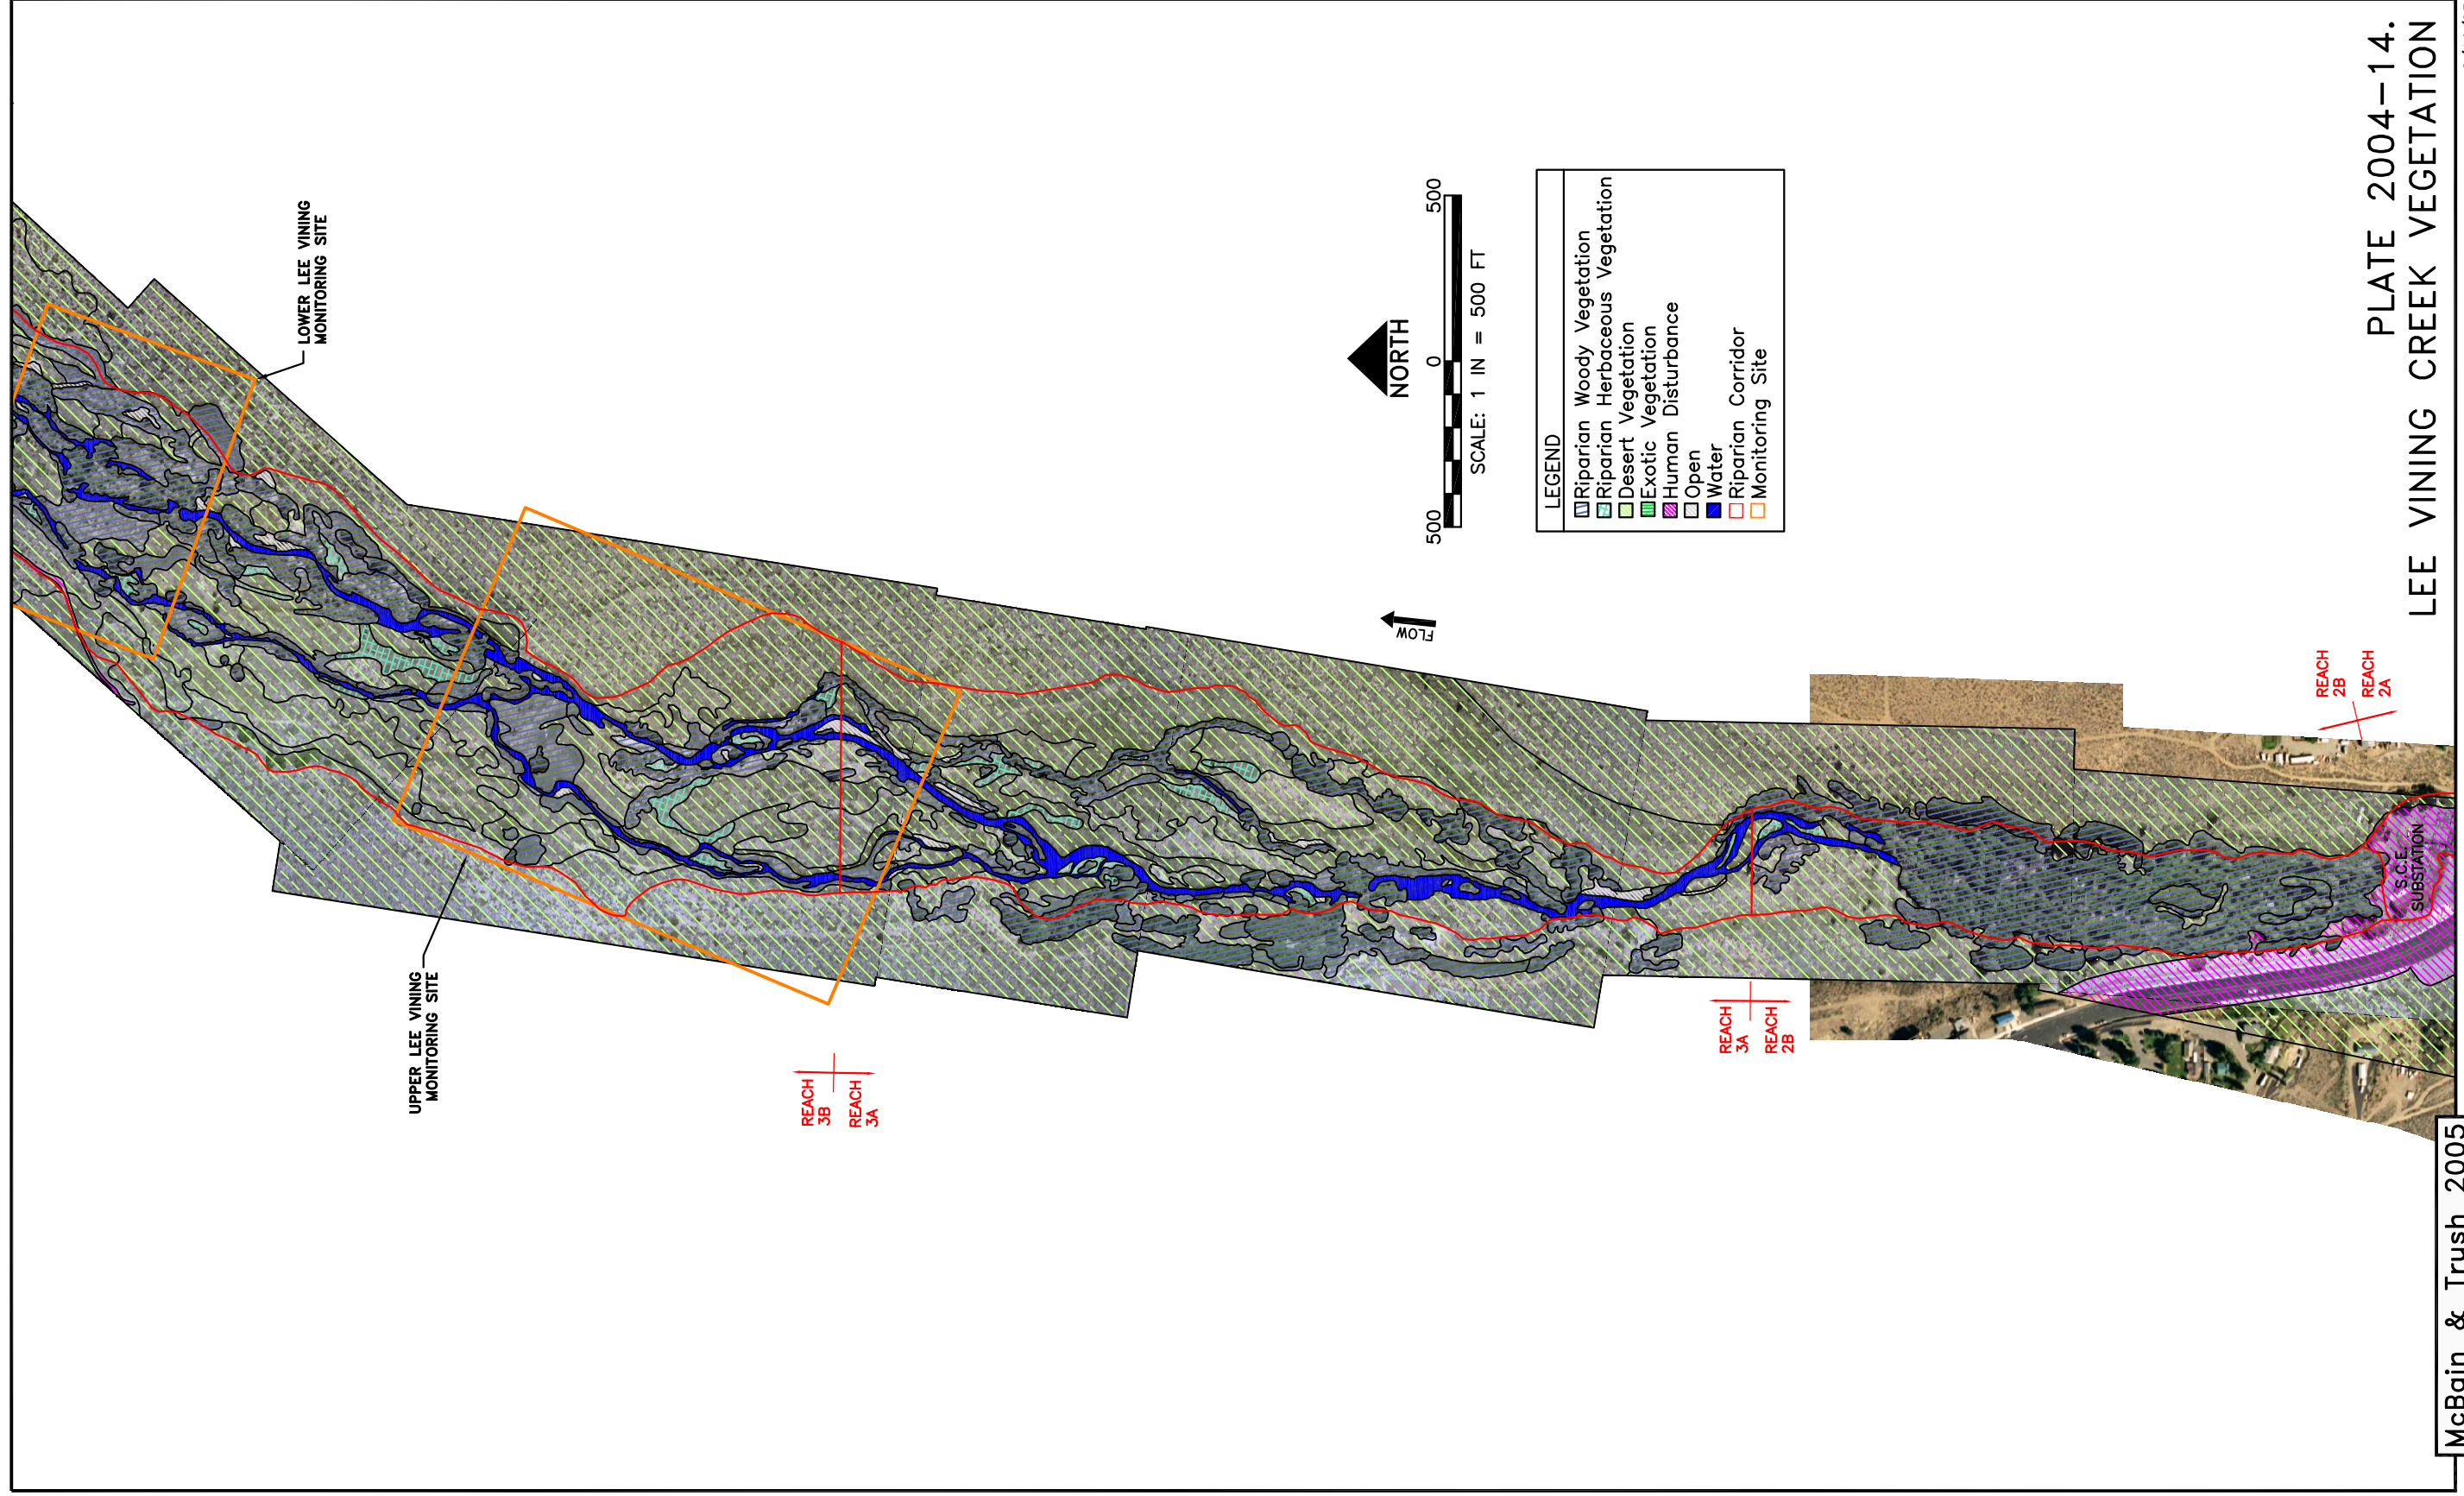 LOWER LEE VINING
MONITORING SITE
UPPER LEE VINING
MONITORING SITE
REACH
3B
REACH
3A
NORTH
500
0
500
SCALE: 1 IN = 500 FT
LEGEND
Riparian Woody Vegetation
Riparian Herbaceous Vegetation
Desert Vegetation
Exotic Vegetation
Human Disturbance
Open
Water
Riparian Corridor
Monitoring Site
FLOW
REACH
3A
REACH
2B
REACH
2B
REACH
2A
S.C.E.
SUBSTATION
PLATE 2004-14.
LEE VINING CREEK VEGETATION
McBain & Trush 2005